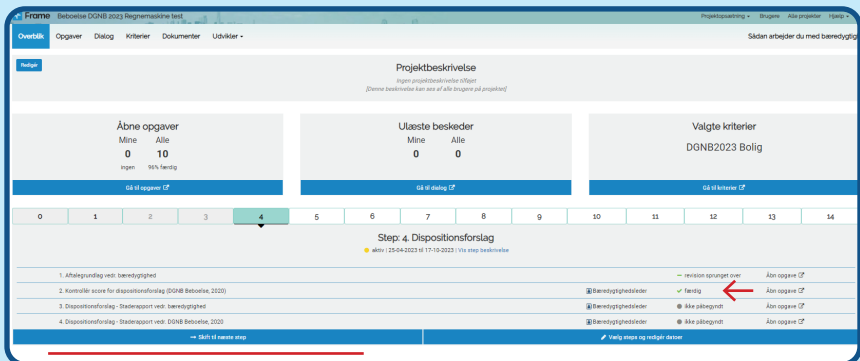 Frame Beboelse DGNB 2023 Regnemaskine test Projektopsætning Brugere Alle projekter Hjælp
Overblik Opgaver Dialog Kriterier Dokumenter Udvikler Sådan arbejder du med bæredygtig
Redigér
Projektbeskrivelse
Ingen projektbeskrivelse tilføjet
[Denne beskrivelse kan ses af alle brugere på projektet]
Åbne opgaver
Mine Alle
0 10
ingen 96% færdig
Gå til opgaver
Ulæste beskeder
Mine Alle
0 0
Gå til dialog
Valgte kriterier
DGNB2023 Bolig
Gå til kriterier
0 1 2 3 4 5 6 7 8 9 10 11 12 13 14
Step: 4. Dispositionsforslag
aktiv | 25-04-2023 til 17-10-2023 | Vis step beskrivelse
1. Aftalegrundlag vedr. bæredygtighed – revision sprunget over Åbn opgave
2. Kontrollér score for dispositionsforslag (DGNB Beboelse, 2020) Bæredygtighedsleder ✓ færdig Åbn opgave
3. Dispositionsforslag - Staderapport vedr. bæredygtighed Bæredygtighedsleder ikke påbegyndt Åbn opgave
4. Dispositionsforslag - Staderapport vedr. DGNB Beboelse, 2020 Bæredygtighedsleder ikke påbegyndt Åbn opgave
→ Skift til næste step Vælg steps og redigér datoer